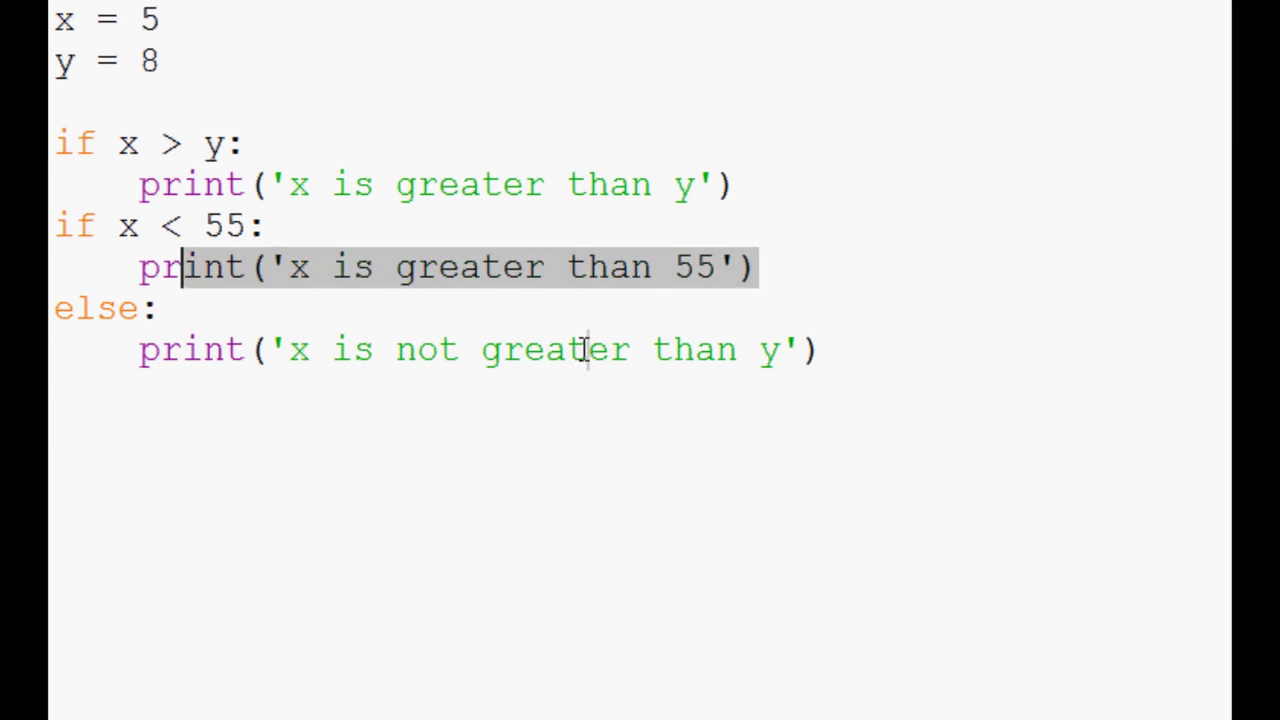 x = 5
y = 8
if x > y:
    print('x is greater than y')
if x < 55:
    print('x is greater than 55')
else:
    print('x is not greater than y')